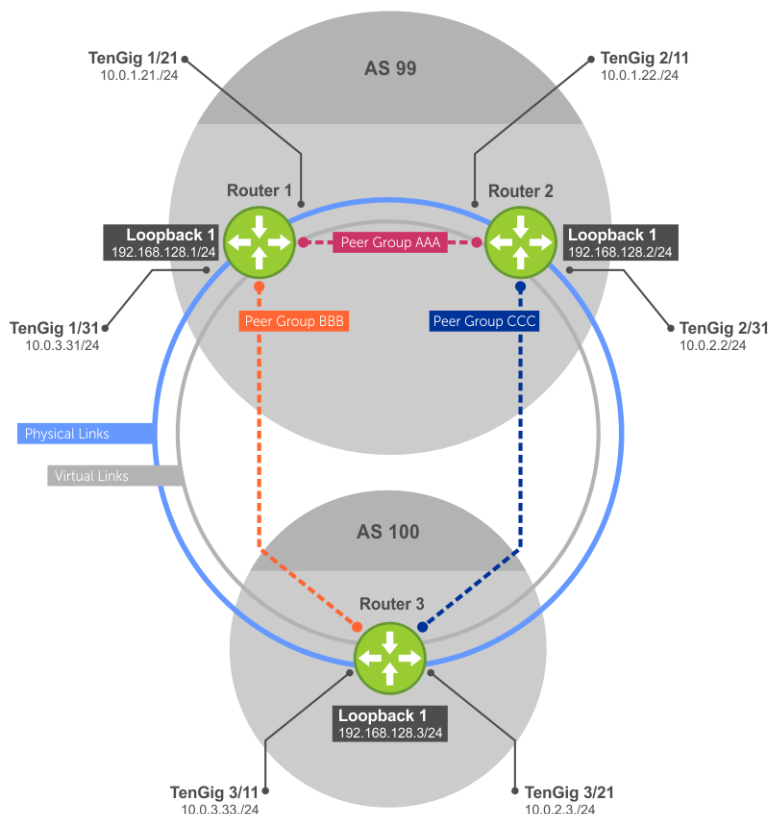 TenGig 1/21
10.0.1.21./24
AS 99
TenGig 2/11
10.0.1.22./24
Router 1
Router 2
Loopback 1
192.168.128.1/24
Peer Group AAA
Loopback 1
192.168.128.2/24
TenGig 1/31
10.0.3.31/24
Peer Group BBB
Peer Group CCC
TenGig 2/31
10.0.2.2/24
Physical Links
Virtual Links
AS 100
Router 3
Loopback 1
192.168.128.3/24
TenGig 3/11
10.0.3.33./24
TenGig 3/21
10.0.2.3./24